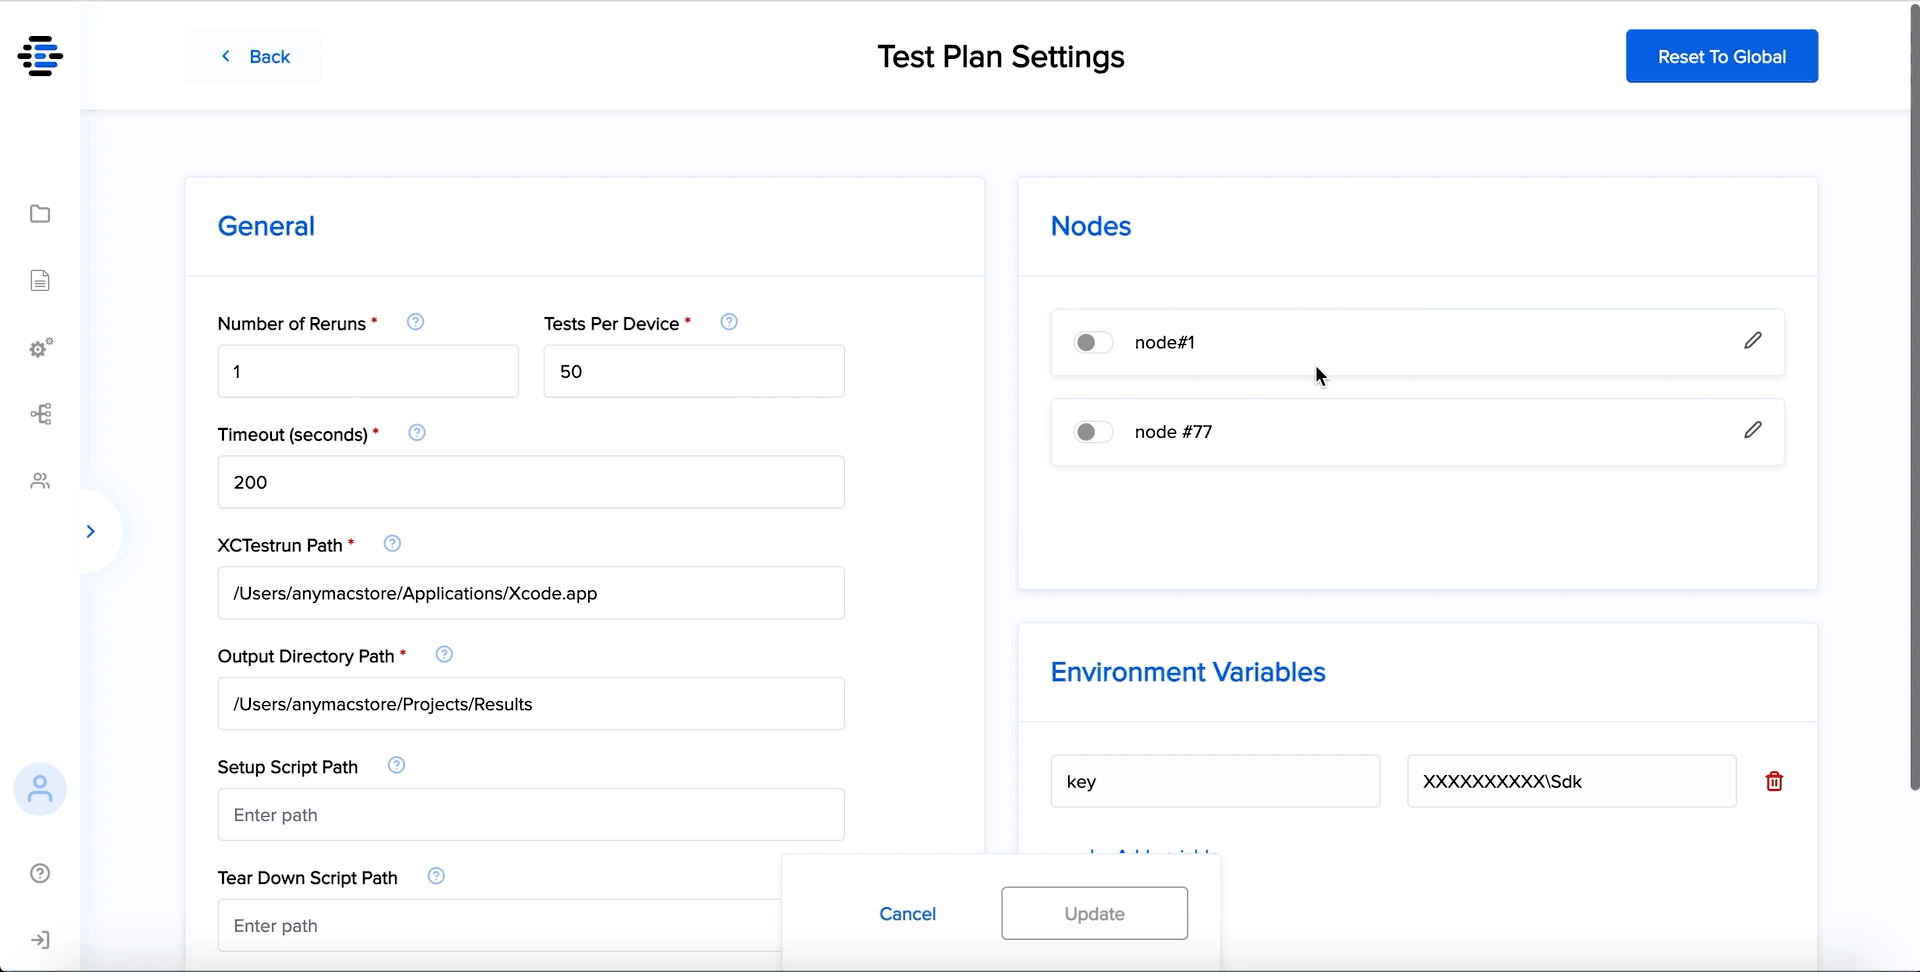 Back
Test Plan Settings
Reset To Global
General
Number of Reruns *
Tests Per Device *
1
50
Timeout (seconds) *
200
XCTestrun Path *
/Users/anymacstore/Applications/Xcode.app
Output Directory Path *
/Users/anymacstore/Projects/Results
Setup Script Path
Enter path
Tear Down Script Path
Enter path
Nodes
node#1
node #77
Environment Variables
key
XXXXXXXXXX\Sdk
Cancel
Update